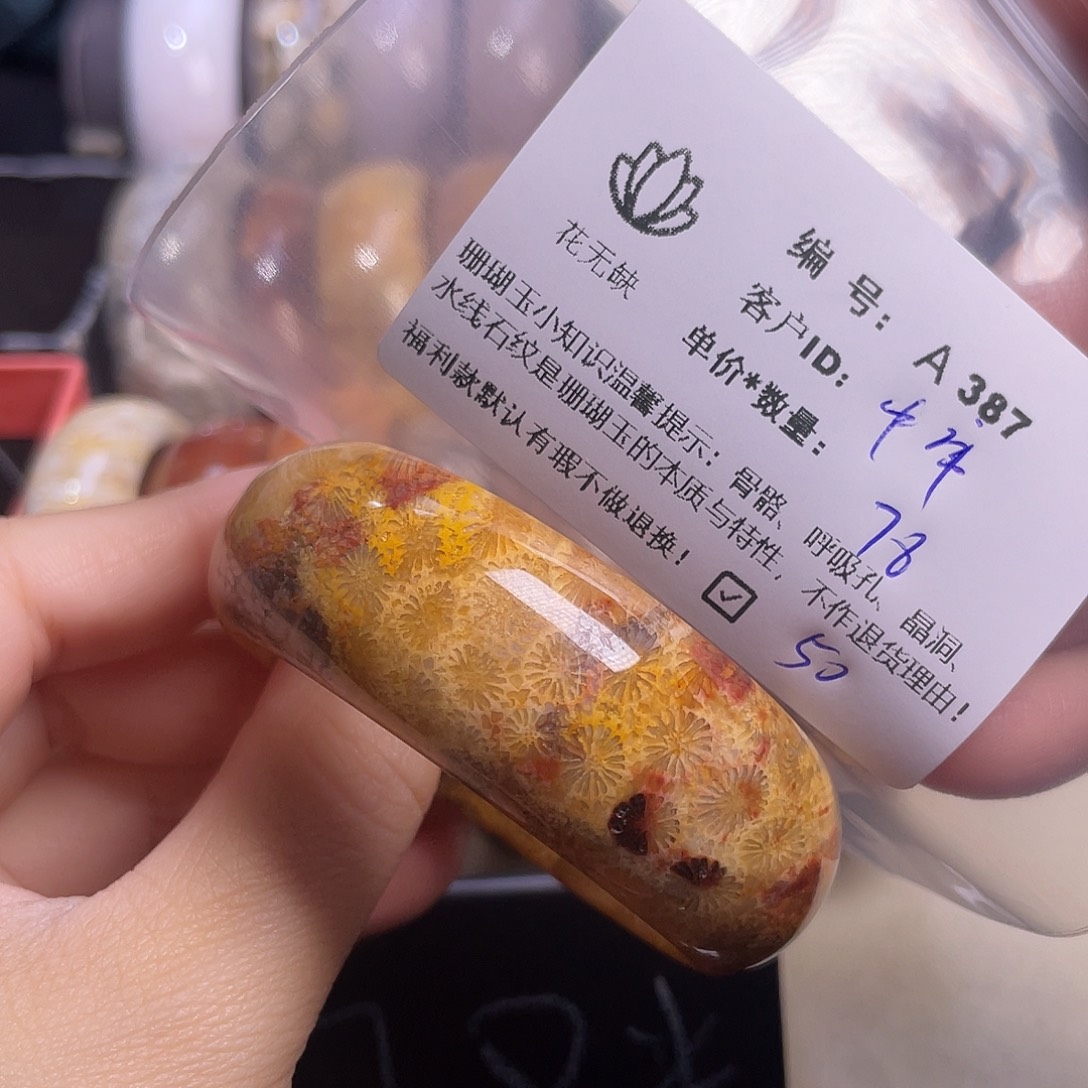 花无缺
编号: A387
客户ID:
单价*数量: 78
50
珊瑚玉小知识温馨提示: 骨骼、呼吸孔、晶洞、
水线石纹是珊瑚玉的本质与特性, 不作退货理由!
福利款默认有瑕不做退换! ☑